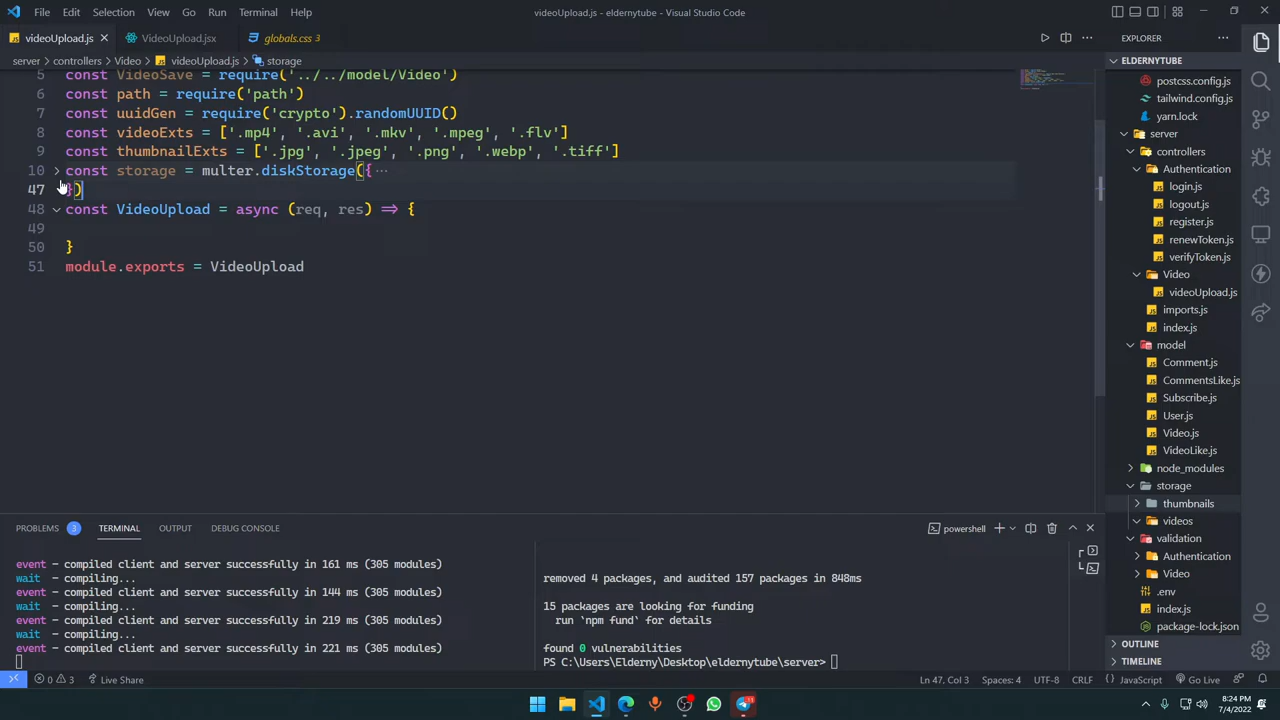 File Edit Selection View Go Run Terminal Help
videoUpload.js - eldernytube - Visual Studio Code
videoUpload.js VideoUpload.jsx globals.css 3
server > controllers > Video > videoUpload.js > storage
5 const VideoSave = require('../../model/Video')
6 const path = require('path')
7 const uuidGen = require('crypto').randomUUID()
8 const videoExts = ['.mp4', '.avi', '.mkv', '.mpeg', '.flv']
9 const thumbnailExts = ['.jpg', '.jpeg', '.png', '.webp', '.tiff']
10 const storage = multer.diskStorage({ ···
47 })
48 const VideoUpload = async (req, res) => {
49
50 }
51 module.exports = VideoUpload
EXPLORER
ELDERNYTUBE
postcss.config.js
tailwind.config.js
yarn.lock
server
controllers
Authentication
login.js
logout.js
register.js
renewToken.js
verifyToken.js
Video
videoUpload.js
imports.js
index.js
model
Comment.js
CommentsLike.js
Subscribe.js
User.js
Video.js
VideoLike.js
node_modules
storage
thumbnails
videos
validation
Authentication
Video
.env
index.js
package-lock.json
OUTLINE
TIMELINE
PROBLEMS 3 TERMINAL OUTPUT DEBUG CONSOLE
powershell
event - compiled client and server successfully in 161 ms (305 modules)
wait - compiling...
event - compiled client and server successfully in 144 ms (305 modules)
wait - compiling...
event - compiled client and server successfully in 219 ms (305 modules)
wait - compiling...
event - compiled client and server successfully in 221 ms (305 modules)
removed 4 packages, and audited 157 packages in 848ms
15 packages are looking for funding
run `npm fund` for details
found 0 vulnerabilities
PS C:\Users\Elderny\Desktop\eldernytube\server>
0 3 Live Share
Ln 47, Col 3 Spaces: 4 UTF-8 CRLF JavaScript Go Live
8:24 PM
7/4/2022